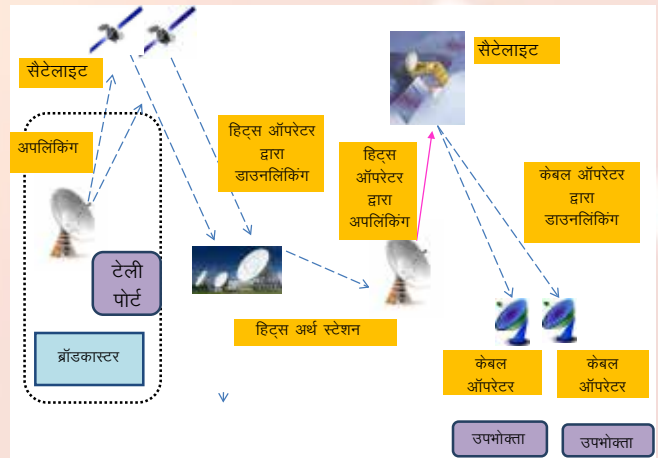 सैटेलाइट
सैटेलाइट
अपलिंकिंग
हिट्स ऑपरेटर
द्वारा
डाउनलिंकिंग
हिट्स
ऑपरेटर
द्वारा
अपलिंकिंग
केबल ऑपरेटर
द्वारा
डाउनलिंकिंग
टेली
पोर्ट
हिट्स अर्थ स्टेशन
ब्रॉडकास्टर
केबल
ऑपरेटर
केबल
ऑपरेटर
उपभोक्ता
उपभोक्ता